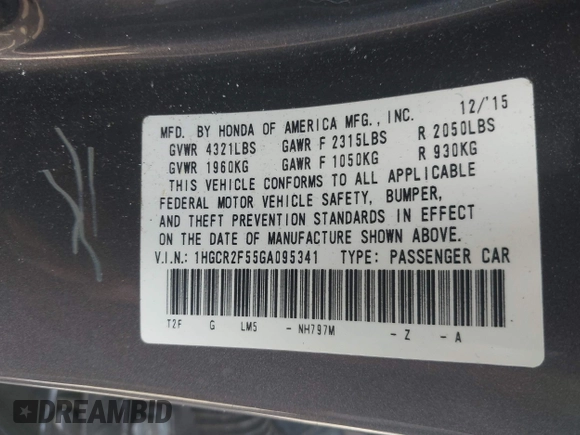 12/'15
MFD. BY HONDA OF AMERICA MFG., INC.
GVWR 4321LBS GAWR F 2315LBS R 2050LBS
GVWR 1960KG GAWR F 1050KG R 930KG
THIS VEHICLE CONFORMS TO ALL APPLICABLE
FEDERAL MOTOR VEHICLE SAFETY, BUMPER,
AND THEFT PREVENTION STANDARDS IN EFFECT
ON THE DATE OF MANUFACTURE SHOWN ABOVE.
V.I.N.: 1HGCR2F55GA095341 TYPE: PASSENGER CAR
T2F G LM5 - NH797M - Z - A
DREAMBID